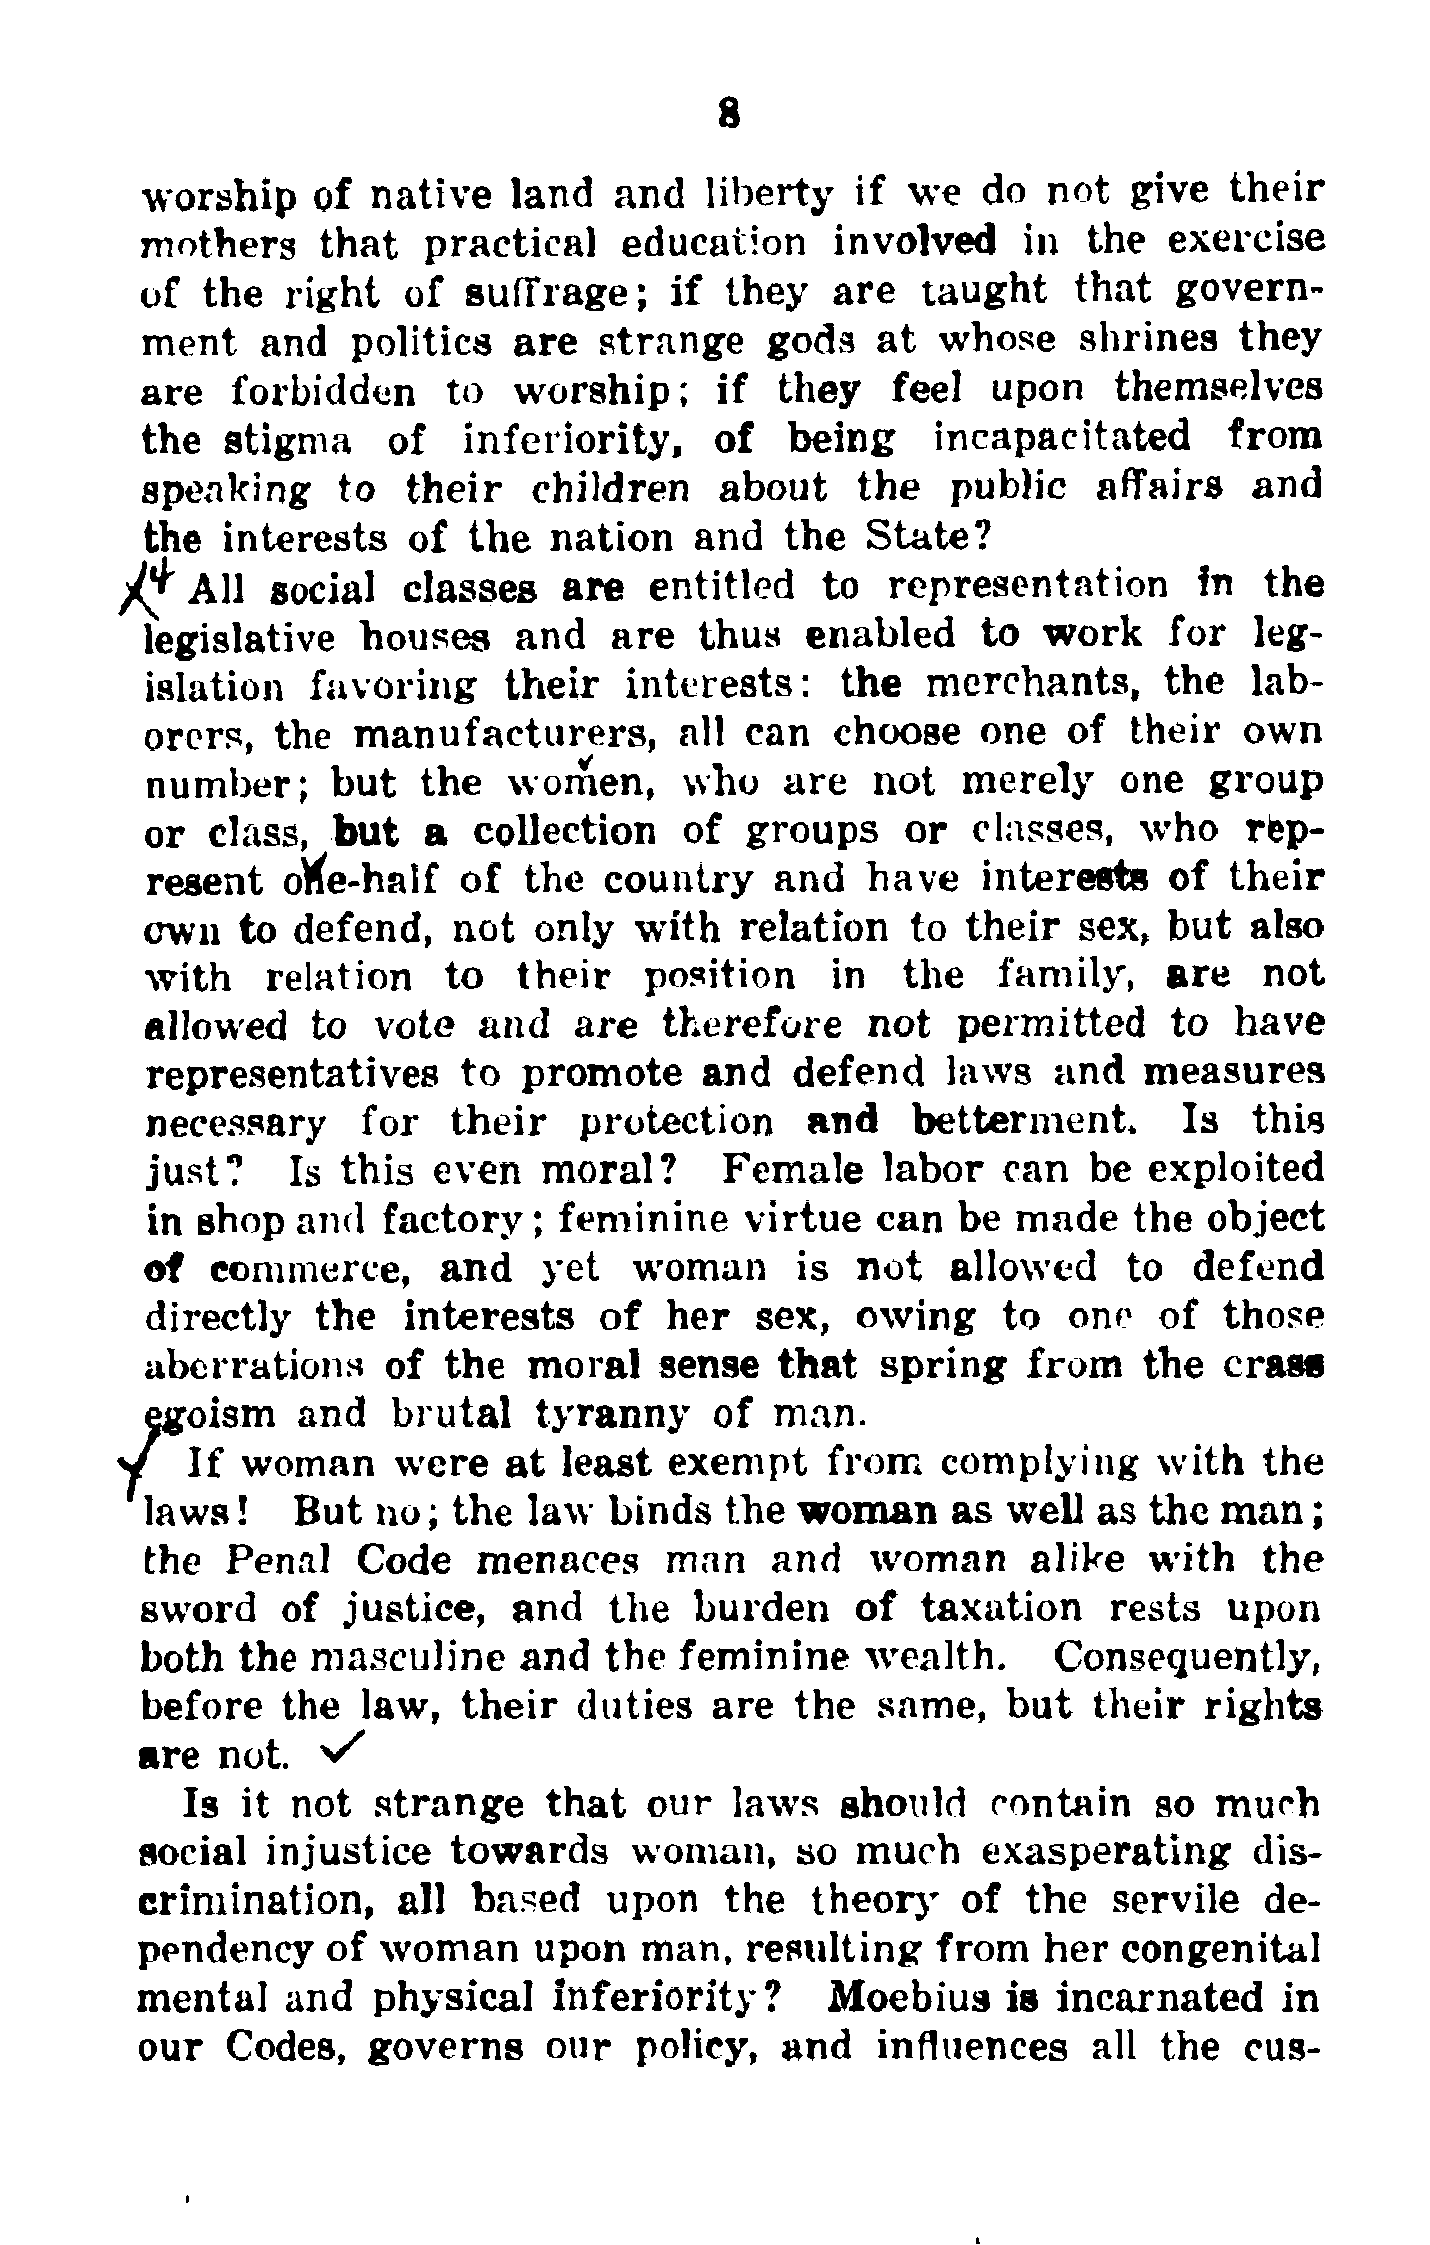 8
worship of native land and liberty if we do not give their
mothers that practical education involved in the exercise
of the right of suffrage; if they are taught that govern-
ment and politics are strange gods at whose shrines they
are forbidden to worship; if they feel upon themselves
the stigma of inferiority, of being incapacitated from
speaking to their children about the public affairs and
the interests of the nation and the State?
4 All social classes are entitled to representation in the
legislative houses and are thus enabled to work for leg-
islation favoring their interests: the merchants, the lab-
orers, the manufacturers, all can choose one of their own
number; but the women, who are not merely one group
or class, but a collection of groups or classes, who rep-
resent one-half of the country and have interests of their
own to defend, not only with relation to their sex, but also
with relation to their position in the family, are not
allowed to vote and are therefore not permitted to have
representatives to promote and defend laws and measures
necessary for their protection and betterment. Is this
just? Is this even moral? Female labor can be exploited
in shop and factory; feminine virtue can be made the object
of commerce, and yet woman is not allowed to defend
directly the interests of her sex, owing to one of those
aberrations of the moral sense that spring from the crass
egoism and brutal tyranny of man.
If woman were at least exempt from complying with the
laws! But no; the law binds the woman as well as the man;
the Penal Code menaces man and woman alike with the
sword of justice, and the burden of taxation rests upon
both the masculine and the feminine wealth. Consequently,
before the law, their duties are the same, but their rights
are not. ✓
Is it not strange that our laws should contain so much
social injustice towards woman, so much exasperating dis-
crimination, all based upon the theory of the servile de-
pendency of woman upon man, resulting from her congenital
mental and physical inferiority? Moebius is incarnated in
our Codes, governs our policy, and influences all the cus-